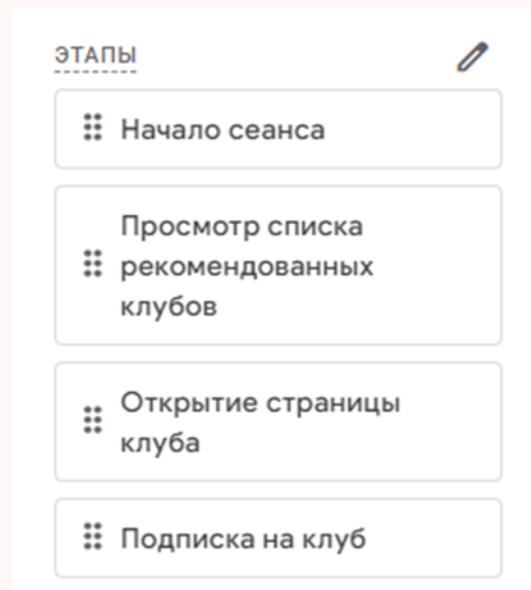 ЭТАПЫ
Начало сеанса
Просмотр списка
рекомендованных
клубов
Открытие страницы
клуба
Подписка на клуб